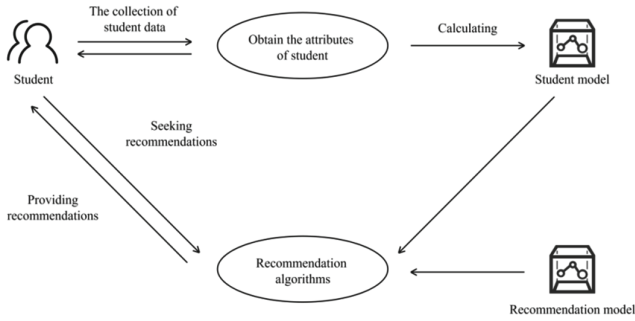 The collection of
student data
Obtain the attributes
of student
Calculating
Student
Student model
Seeking
recommendations
Providing
recommendations
Recommendation
algorithms
Recommendation model